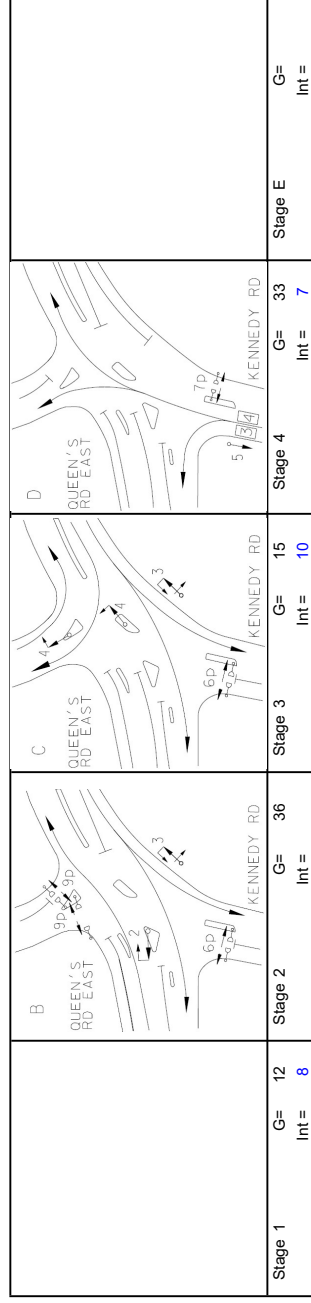 Stage 1
G= 12
Int = 8
B
QUEEN'S
RD EAST
9P
9P
2
3
6P
KENNEDY RD
Stage 2
G= 36
Int =
C
QUEEN'S
RD EAST
4
4
3
6P
KENNEDY RD
Stage 3
G= 15
Int = 10
D
QUEEN'S
RD EAST
7P
3 4
5
KENNEDY RD
Stage 4
G= 33
Int = 7
Stage E
G=
Int =